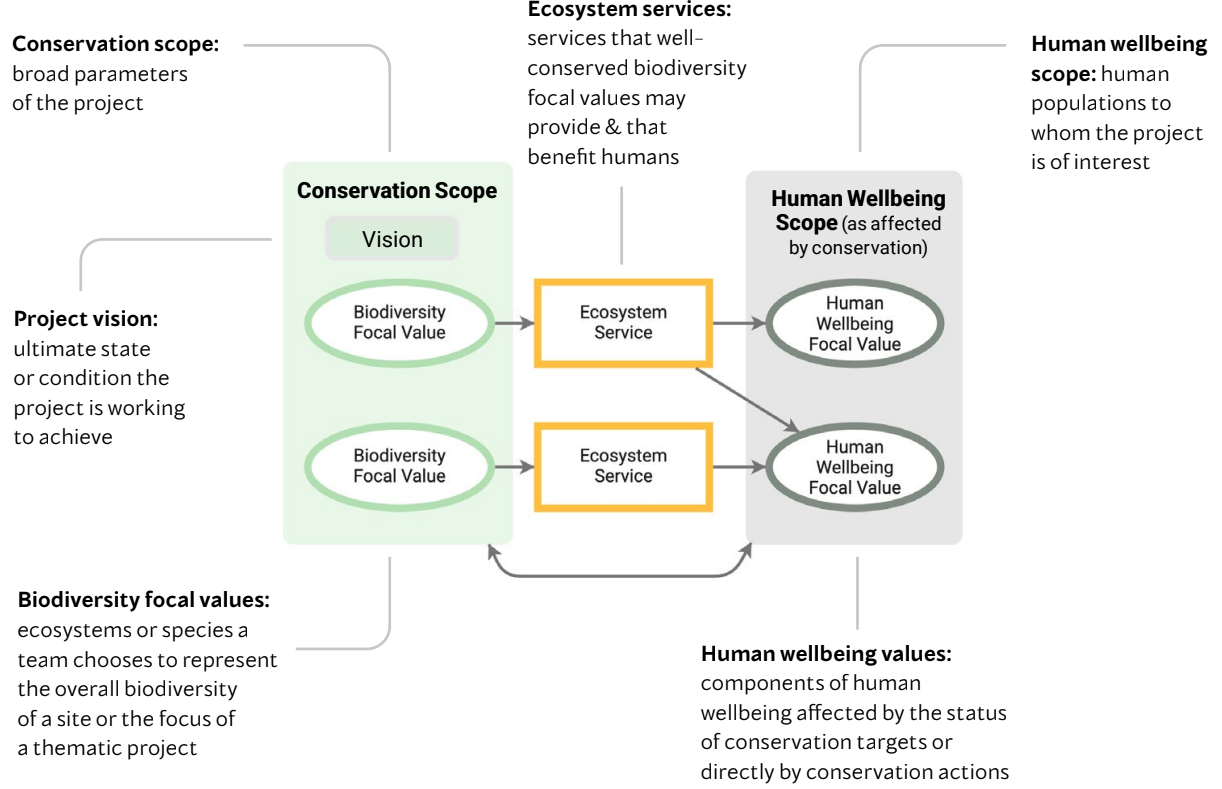 Conservation scope:
broad parameters
of the project
Ecosystem services:
services that well-
conserved biodiversity
focal values may
provide & that
benefit humans
Human wellbeing
scope: human
populations to
whom the project
is of interest
Conservation Scope
Vision
Human Wellbeing
Scope (as affected
by conservation)
Project vision:
ultimate state
or condition the
project is working
to achieve
Biodiversity
Focal Value
Ecosystem
Service
Human
Wellbeing
Focal Value
Biodiversity
Focal Value
Ecosystem
Service
Human
Wellbeing
Focal Value
Biodiversity focal values:
ecosystems or species a
team chooses to represent
the overall biodiversity
of a site or the focus of
a thematic project
Human wellbeing values:
components of human
wellbeing affected by the status
of conservation targets or
directly by conservation actions